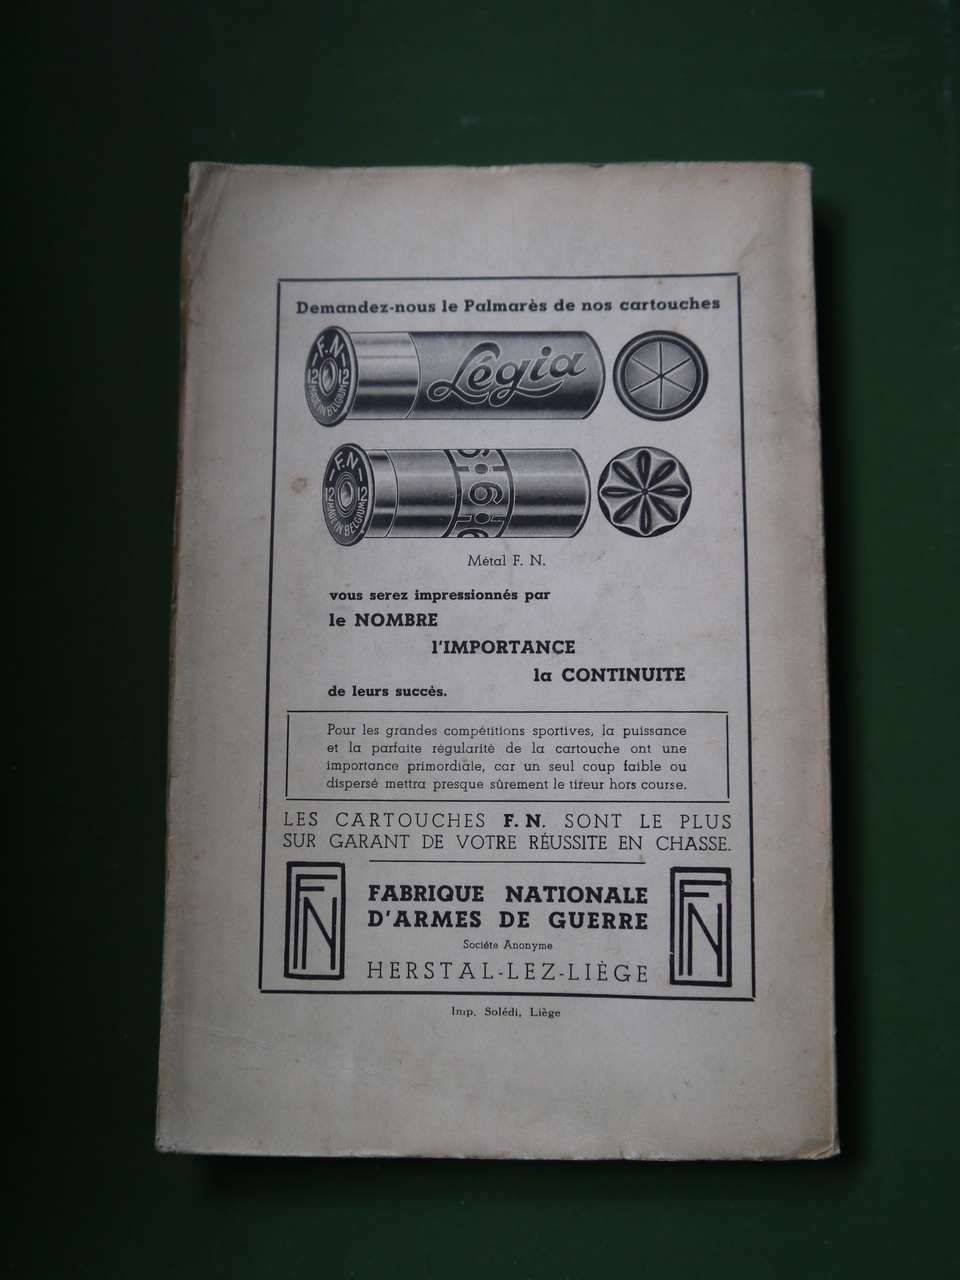 Demandez-nous le Palmarès de nos cartouches
F.N
12 12
MADE IN BELGIUM
Légia
F.N
12 12
MADE IN BELGIUM
6
Métal F. N.
vous serez impressionnés par
le NOMBRE
l'IMPORTANCE
la CONTINUITE
de leurs succès.
Pour les grandes compétitions sportives, la puissance
et la parfaite régularité de la cartouche ont une
importance primordiale, car un seul coup faible ou
dispersé mettra presque sûrement le tireur hors course.
LES CARTOUCHES F. N. SONT LE PLUS
SUR GARANT DE VOTRE RÉUSSITE EN CHASSE.
FN
FABRIQUE NATIONALE
D'ARMES DE GUERRE
Société Anonyme
HERSTAL-LEZ-LIÈGE
FN
Imp. Solédi, Liège